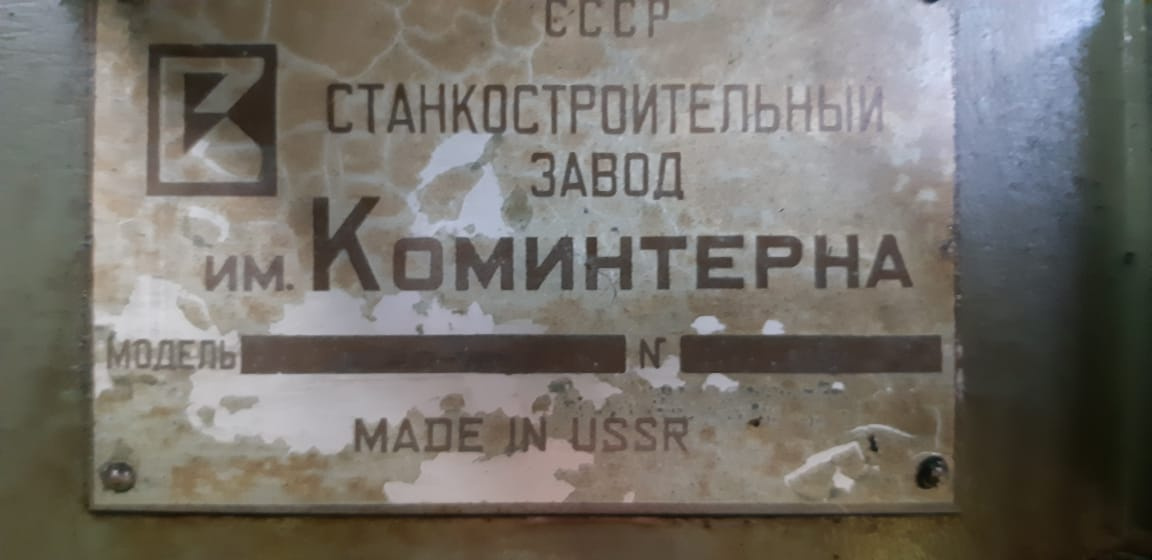 СССР
СТАНКОСТРОИТЕЛЬНЫЙ
ЗАВОД
ИМ. КОМИНТЕРНА
МОДЕЛЬ N
MADE IN USSR